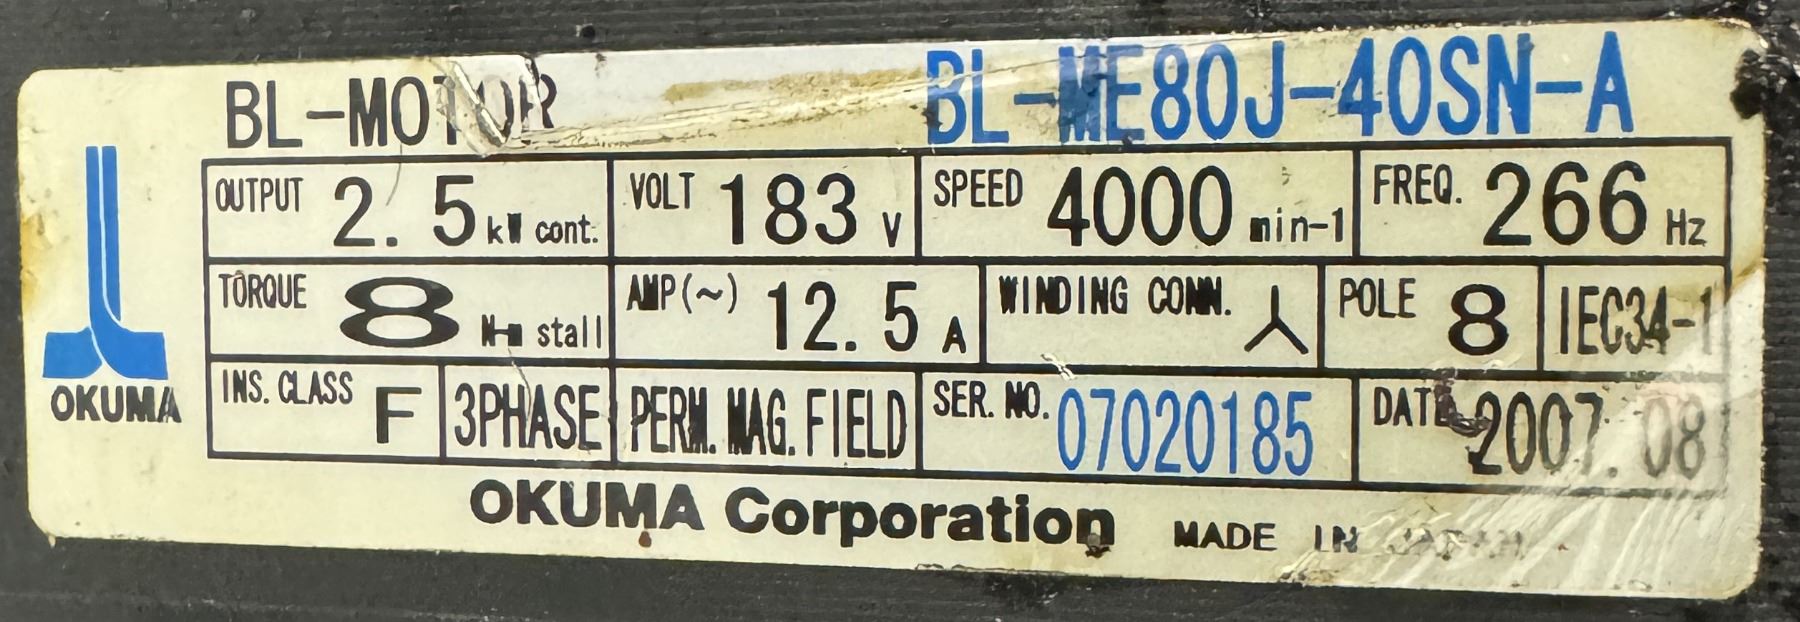 BL-MOTOR BL-ME80J-40SN-A
OUTPUT 2.5 kW cont. VOLT 183 V SPEED 4000 min-1 FREQ. 266 Hz
TORQUE 8 N-m stall AMP(~) 12.5 A WINDING CONN. POLE 8 IEC34-1
INS. CLASS F 3PHASE PERM. MAG. FIELD SER. NO. 07020185 DATE 2007.08
OKUMA
OKUMA Corporation MADE IN JAPAN